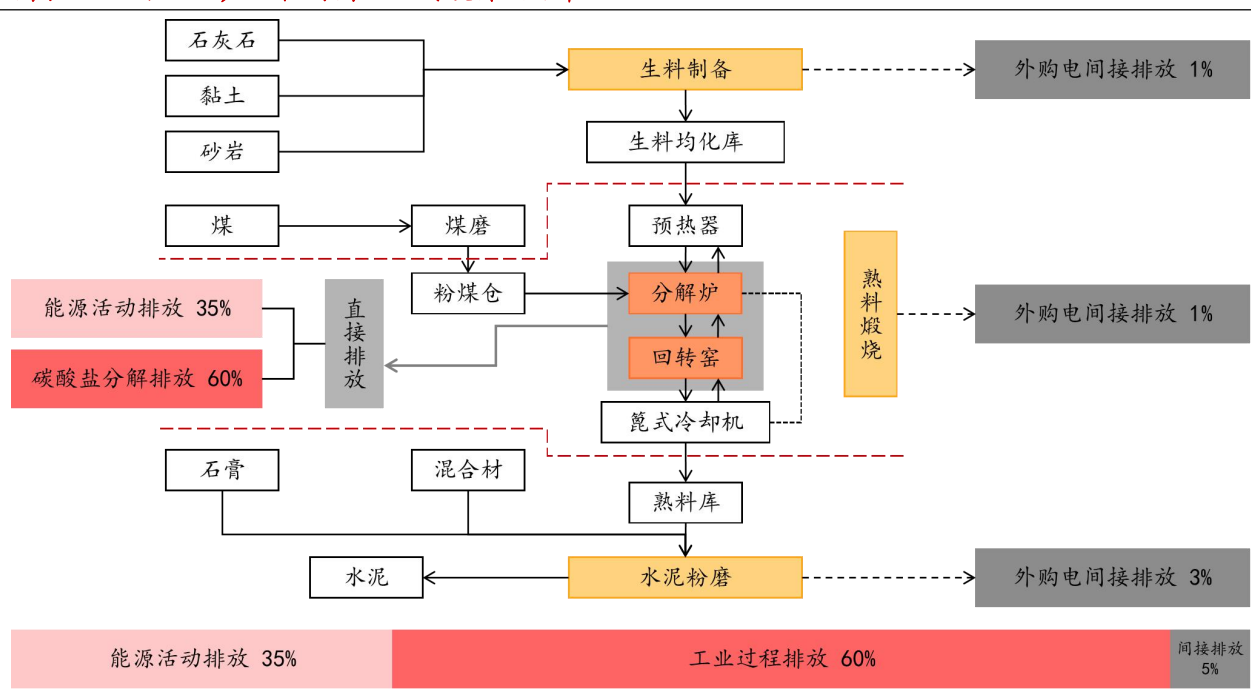 石灰石
生料制备
外购电间接排放 1%
黏土
生料均化库
砂岩
煤
煤磨
预热器
能源活动排放 35%
直接排放
粉煤仓
分解炉
熟料煅烧
外购电间接排放 1%
碳酸盐分解排放 60%
回转窑
篦式冷却机
石膏
混合材
熟料库
水泥
水泥粉磨
外购电间接排放 3%
能源活动排放 35%
工业过程排放 60%
间接排放
5%